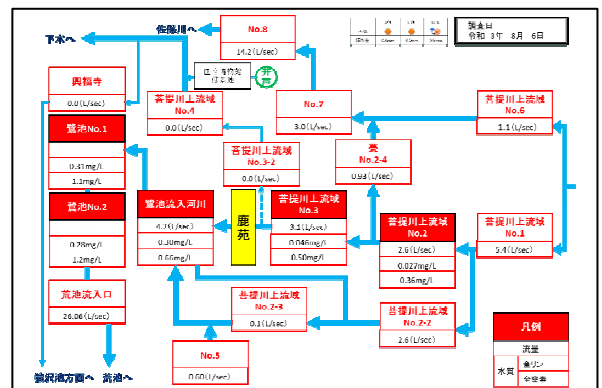 佐保川へ
No.8
14.2(L/sec)
調査日
令和 3年 8月 6日
下水へ
興福寺
0.0(L/sec)
井戸
菩提川上流域
No.4
0.0(L/sec)
No.7
3.0(L/sec)
菩提川上流域
No.6
1.1(L/sec)
鷺池No.1
0.31mg/L
1.1mg/L
菩提川上流域
No.3-2
0.0(L/sec)
No.2-4
0.93(L/sec)
鷺池No.2
0.28mg/L
1.2mg/L
鷺池流入河川
4.7(L/sec)
0.30mg/L
0.66mg/L
鹿苑
菩提川上流域
No.3
3.1(L/sec)
0.046mg/L
0.50mg/L
菩提川上流域
No.2
2.6(L/sec)
0.027mg/L
0.36mg/L
菩提川上流域
No.1
5.4(L/sec)
荒池流入口
26.06(L/sec)
菩提川上流域
No.2-3
0.1(L/sec)
菩提川上流域
No.2-2
2.6(L/sec)
No.5
0.60(L/sec)
凡例
流量
水質
全リン
全窒素
猿沢池方面へ
荒池へ